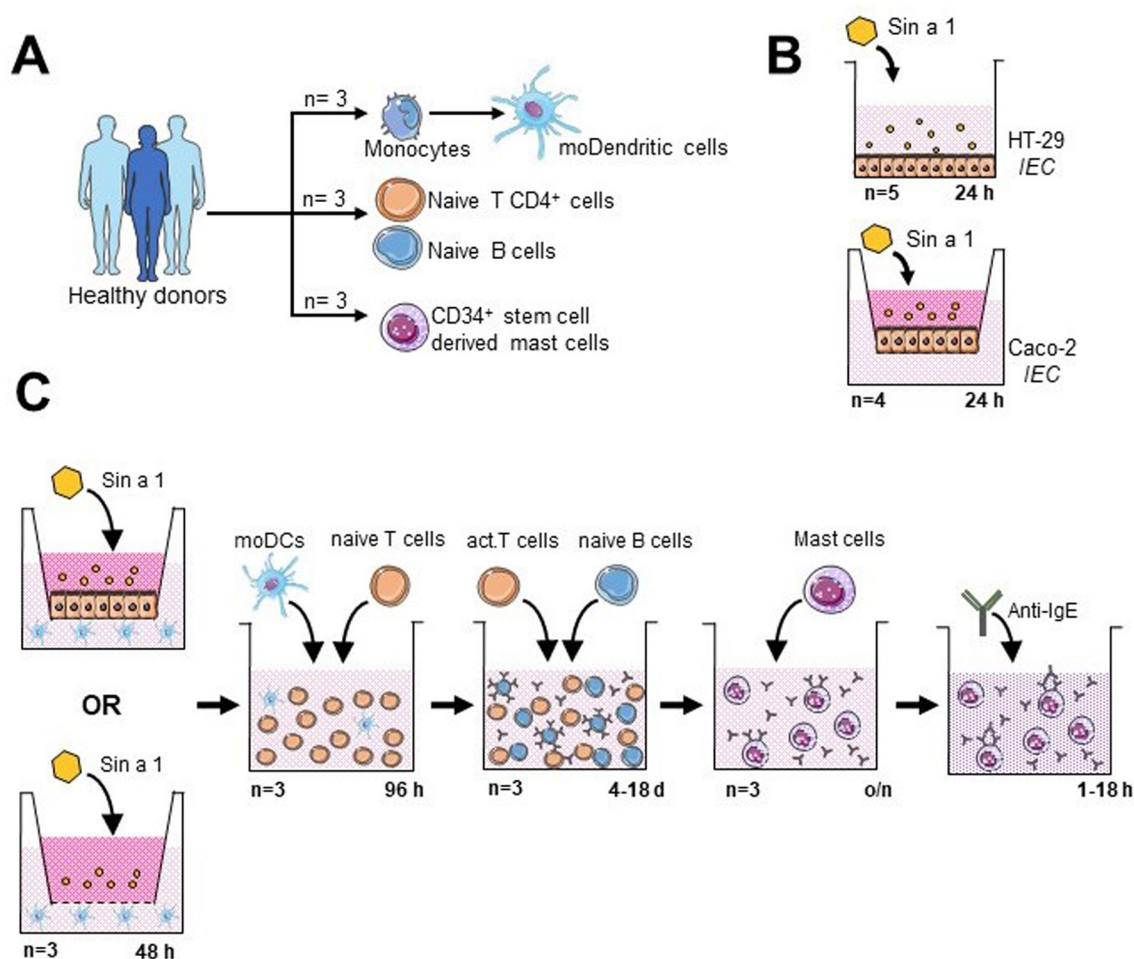 A
n= 3
Monocytes
moDendritic cells
n= 3
Naive T CD4⁺ cells
Naive B cells
Healthy donors
n= 3
CD34⁺ stem cell
derived mast cells
B
Sin a 1
HT-29
IEC
n=5 24 h
Sin a 1
Caco-2
IEC
n=4 24 h
C
Sin a 1
OR
Sin a 1
n=3 48 h
moDCs naive T cells
n=3 96 h
act.T cells naive B cells
n=3 4-18 d
Mast cells
n=3 o/n
Anti-IgE
1-18 h